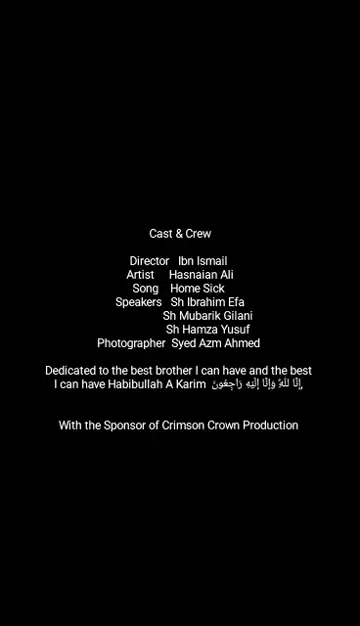 Cast & Crew
Director Ibn Ismail
Artist Hasnaian Ali
Song Home Sick
Speakers Sh Ibrahim Efa
Sh Mubarik Gilani
Sh Hamza Yusuf
Photographer Syed Azm Ahmed
Dedicated to the best brother I can have and the best
I can have Habibullah A Karim إِنَّا لِلَّهِ وَإِنَّا إِلَيْهِ رَاجِعُونَ,
With the Sponsor of Crimson Crown Production